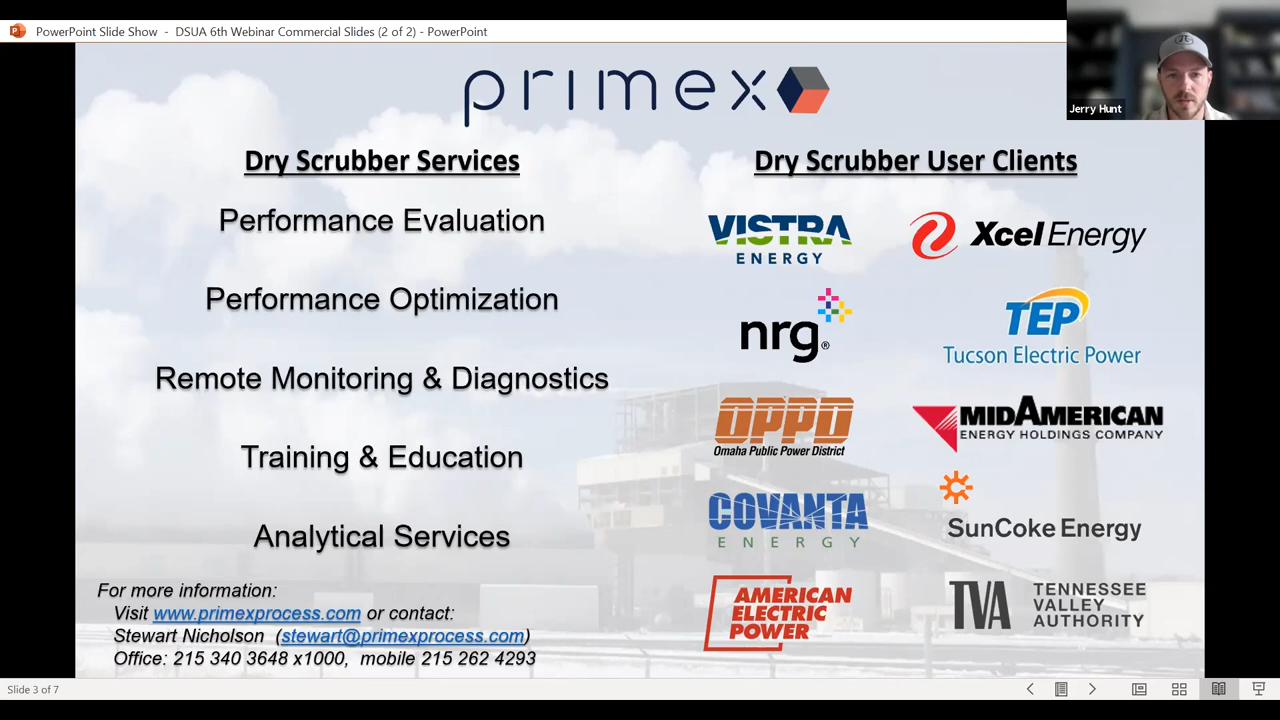 PowerPoint Slide Show - DSUA 6th Webinar Commercial Slides (2 of 2) - PowerPoint
Jerry Hunt
primex
Dry Scrubber Services
Performance Evaluation
Performance Optimization
Remote Monitoring & Diagnostics
Training & Education
Analytical Services
For more information:
Visit www.primexprocess.com or contact:
Stewart Nicholson (stewart@primexprocess.com)
Office: 215 340 3648 x1000, mobile 215 262 4293
Dry Scrubber User Clients
VISTRA
ENERGY
Xcel Energy
nrg®
TEP
Tucson Electric Power
OPPD
Omaha Public Power District
MIDAMERICAN
ENERGY HOLDINGS COMPANY
COVANTA
ENERGY
SunCoke Energy
AMERICAN
ELECTRIC
POWER
TVA
TENNESSEE
VALLEY
AUTHORITY
Slide 3 of 7